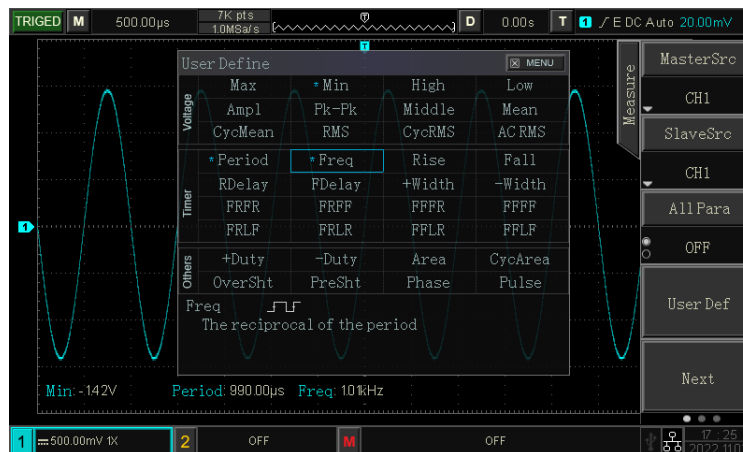 TRIGED M 500.00µs 7K pts 1.0MSa/s D 0.00s T 1 E DC Auto 20.00mV
T
User Define MENU
Voltage
Max *Min High Low
Ampl Pk-Pk Middle Mean
CycMean RMS CycRMS AC RMS
Timer
*Period *Freq Rise Fall
RDelay FDelay +Width -Width
FRFR FRFF FFFR FFFF
FRLF FRLR FFLR FFLF
Others
+Duty -Duty Area CycArea
OverSht PreSht Phase Pulse
Freq
The reciprocal of the period
1
Min: -1.42V Period: 990.00µs Freq: 1.01kHz
Measure
MasterSrc
CH1
SlaveSrc
CH1
AllPara
OFF
User Def
Next
1 500.00mV 1X 2 OFF M OFF
17:25